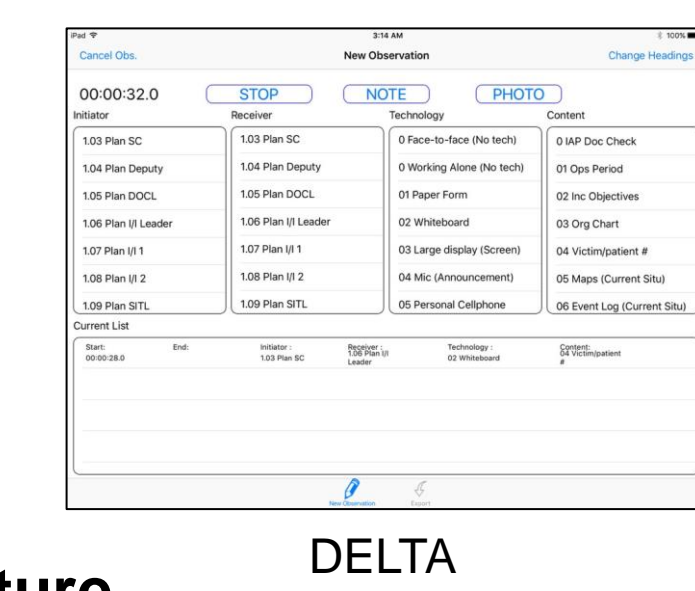 iPad 3:14 AM 100%
Cancel Obs. New Observation Change Headings
00:00:32.0 STOP NOTE PHOTO
Initiator Receiver Technology Content
1.03 Plan SC 1.03 Plan SC 0 Face-to-face (No tech) 0 IAP Doc Check
1.04 Plan Deputy 1.04 Plan Deputy 0 Working Alone (No tech) 01 Ops Period
1.05 Plan DOCL 1.05 Plan DOCL 01 Paper Form 02 Inc Objectives
1.06 Plan I/I Leader 1.06 Plan I/I Leader 02 Whiteboard 03 Org Chart
1.07 Plan I/I 1 1.07 Plan I/I 1 03 Large display (Screen) 04 Victim/patient #
1.08 Plan I/I 2 1.08 Plan I/I 2 04 Mic (Announcement) 05 Maps (Current Situ)
1.09 Plan SITL 1.09 Plan SITL 05 Personal Cellphone 06 Event Log (Current Situ)
Current List
Start: End: Initiator : Receiver : Technology : Content:
00:00:28.0 1.03 Plan SC 1.06 Plan I/I 02 Whiteboard 04 Victim/patient
Leader #
New Observation Export
DELTA